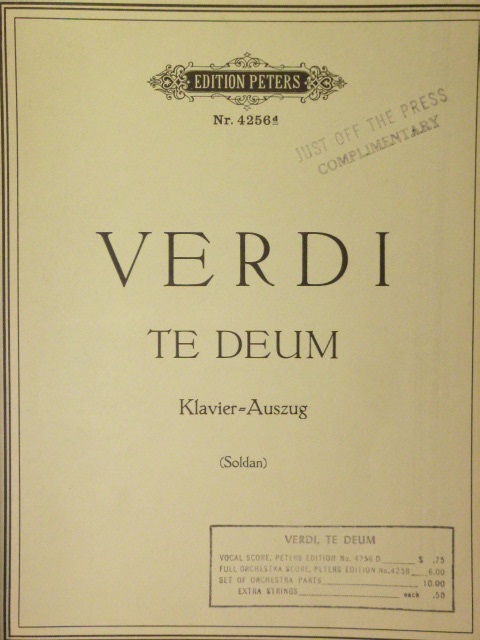 EDITION PETERS
Nr. 4256d
JUST OFF THE PRESS
COMPLIMENTARY
VERDI
TE DEUM
Klavier=Auszug
(Soldan)
VERDI, TE DEUM
VOCAL SCORE, PETERS EDITION No. 4256 D $ .75
FULL ORCHESTRA SCORE, PETERS EDITION No.4256 6.00
SET OF ORCHESTRA PARTS 10.00
EXTRA STRINGS each .50